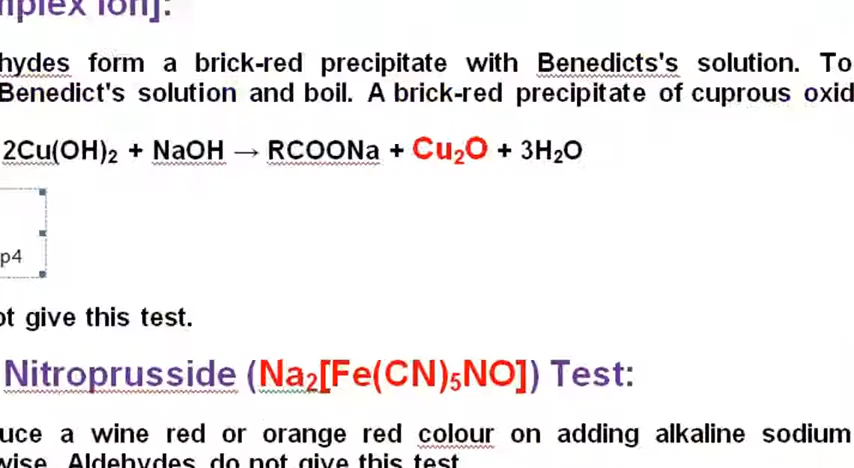 mplex ion]:
hydes form a brick-red precipitate with Benedicts's solution. To
Benedict's solution and boil. A brick-red precipitate of cuprous oxid
2Cu(OH)₂ + NaOH → RCOONa + Cu₂O + 3H₂O
p4
ot give this test.
Nitroprusside (Na₂[Fe(CN)₅NO]) Test:
uce a wine red or orange red colour on adding alkaline sodium
wise. Aldehydes do not give this test